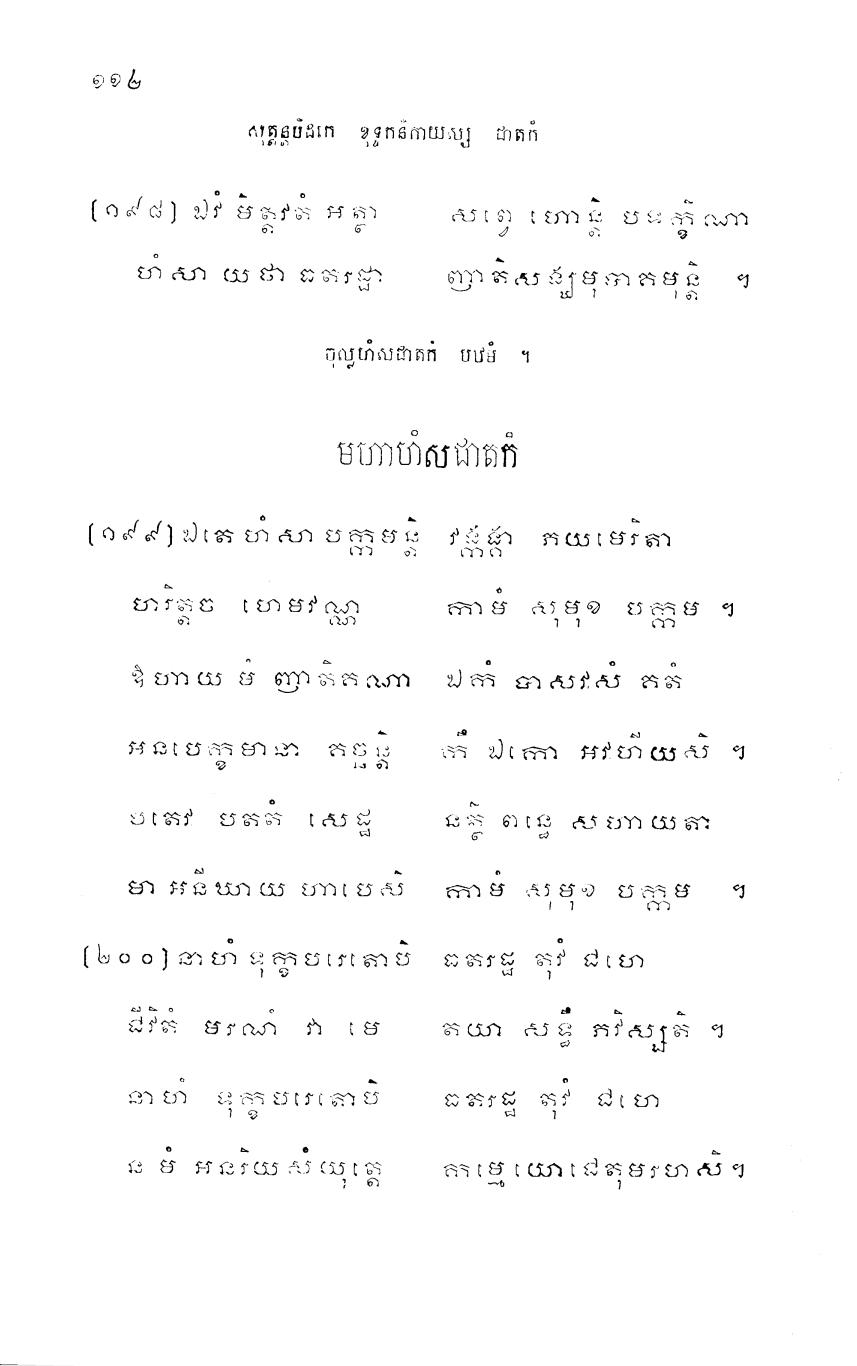 ១១២
សុត្តន្តបិដកេ ខុទ្ទកនិកាយស្ស ជាតកំ
(១៩៨) ឯវំ មិត្តវតំ អត្ថា សព្វេ ហោន្តិ បទក្ខិណា
ហំសា យថា ធតរដ្ឋា ញាតិសង្ឃមុបាគមុន្តិ ។
ចុល្លហំសជាតកំ បឋមំ ។
មហាហំសជាតកំ
(១៩៩) ឯតេ ហំសា បក្កមន្តិ វង្កង្គា ភយមេរិតា
ហរិត្តច ហេមវណ្ណ កាមំ សុមុខ បក្កម ។
ឱហាយ មំ ញាតិគណា ឯកំ បាសវសំ គតំ
អនបេក្ខមានា គច្ឆន្តិ កឹ ឯកោ អវហីយសិ ។
បតេវ បតតំ សេដ្ឋ នត្ថិ ពន្ធេ សហាយតា
មា អនីឃាយ ហាបេសិ កាមំ សុមុខ បក្កម ។
(២០០) នាហំ ទុក្ខបរេតោបិ ធតរដ្ឋ តុវំ ជហេ
ជីវិតំ មរណំ វា មេ តយា សទ្ធឹ ភវិស្សតិ ។
នាហំ ទុក្ខបរេតោបិ ធតរដ្ឋ តុវំ ជហេ
ន មំ អនរិយសំយុត្តេ កម្មេ យោជេតុមរហសិ។